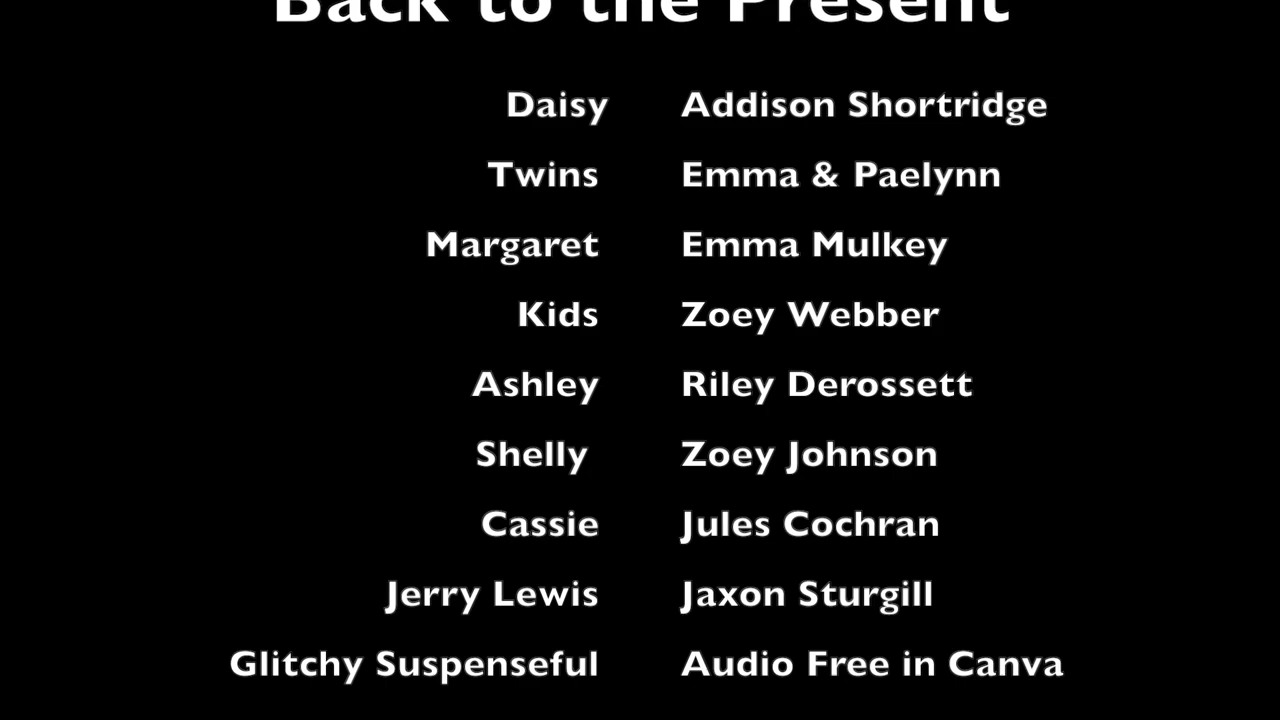 Back to the Present
Daisy Addison Shortridge
Twins Emma & Paelynn
Margaret Emma Mulkey
Kids Zoey Webber
Ashley Riley Derossett
Shelly Zoey Johnson
Cassie Jules Cochran
Jerry Lewis Jaxon Sturgill
Glitchy Suspenseful Audio Free in Canva